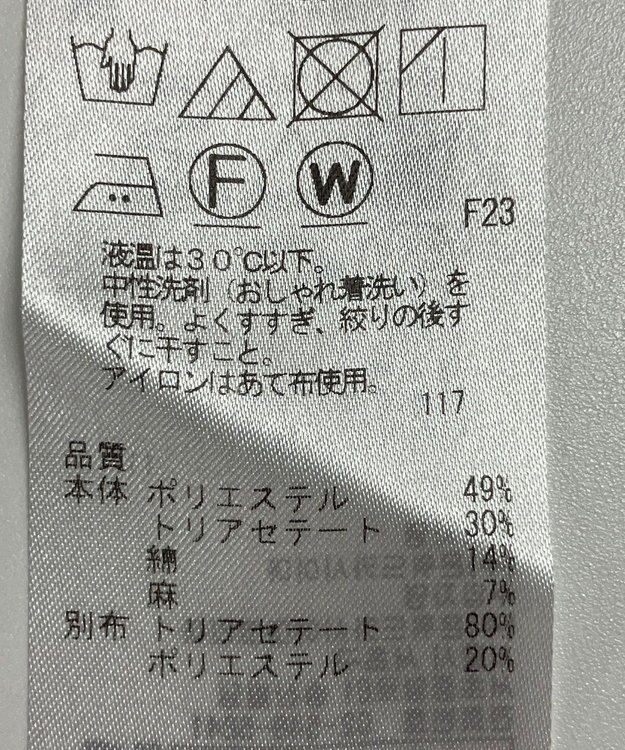 F W
F23
液温は30℃以下。
中性洗剤（おしゃれ着洗い）を
使用。よくすすぎ、絞りの後す
ぐに干すこと。
アイロンはあて布使用。
117
品質
本体 ポリエステル 49%
トリアセテート 30%
綿 14%
麻 7%
別布 トリアセテート 80%
ポリエステル 20%